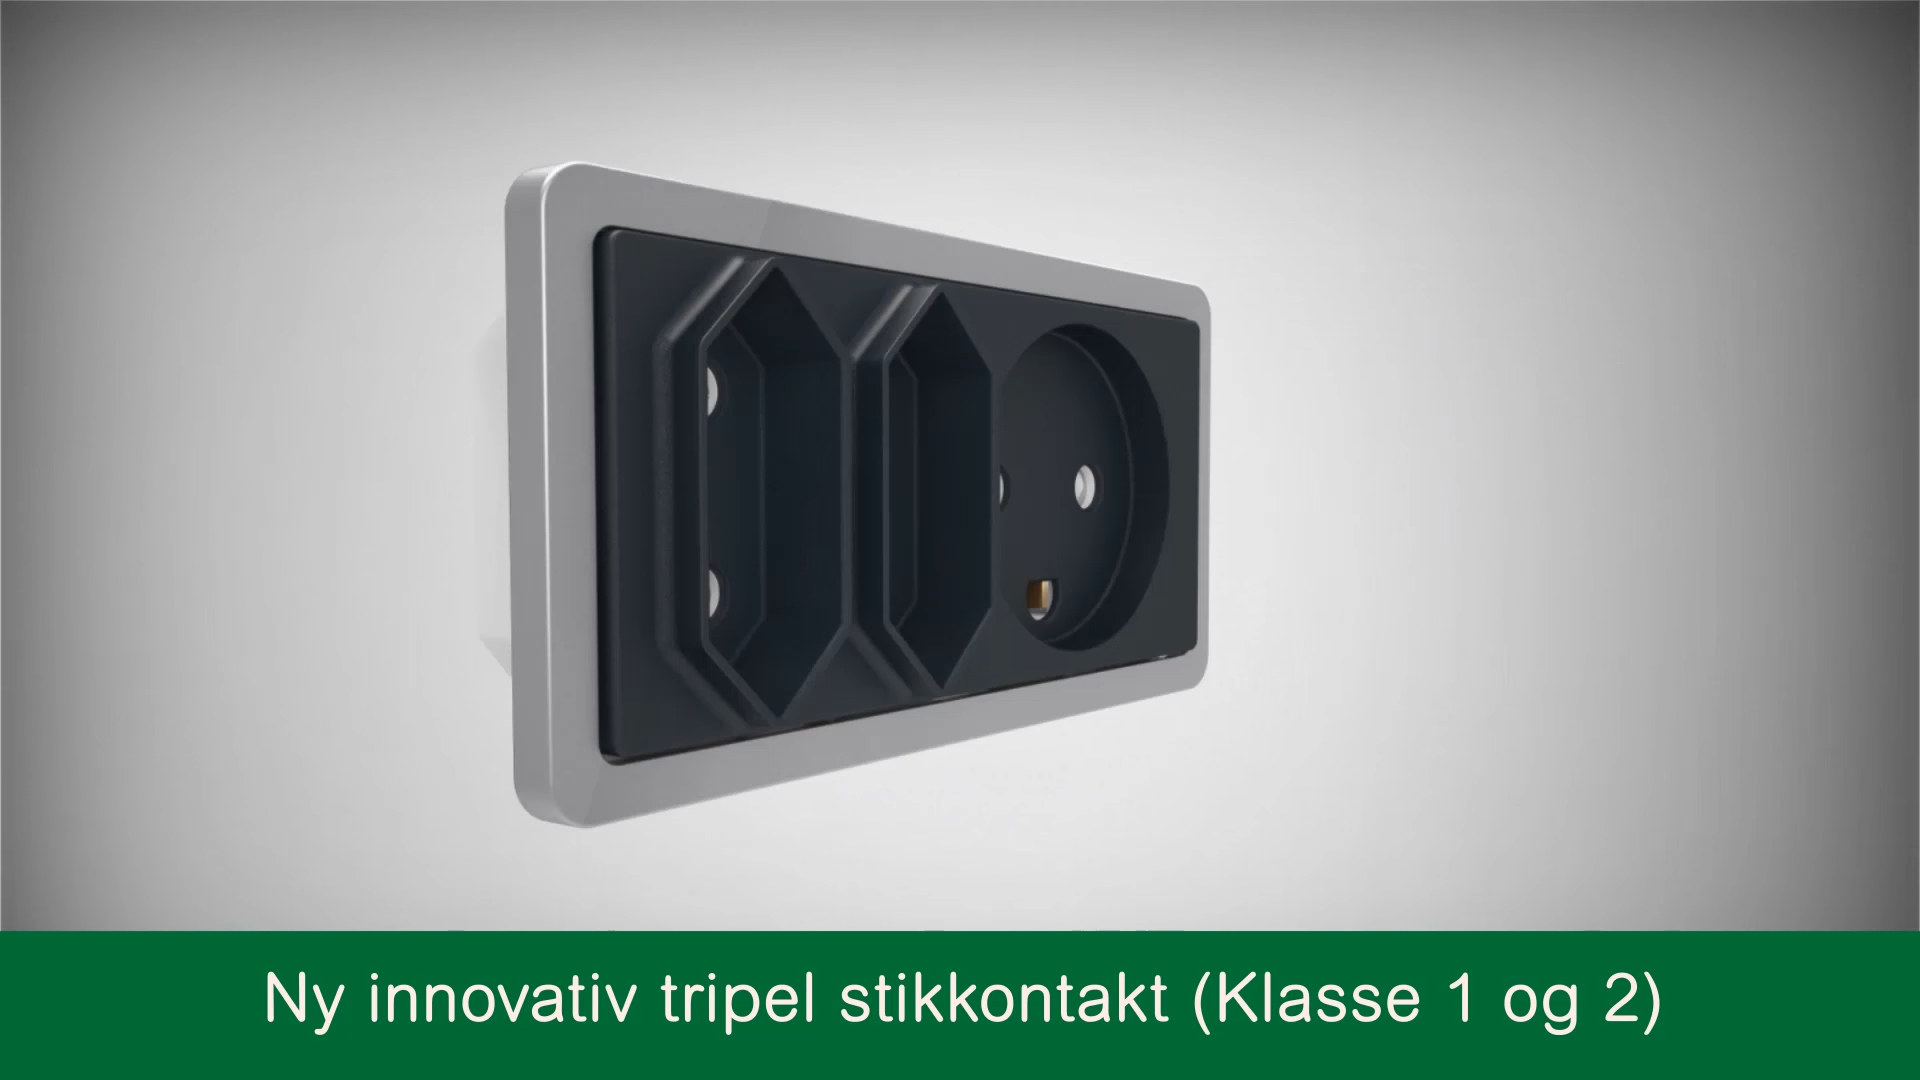 Ny innovativ tripel stikkontakt (Klasse 1 og 2)